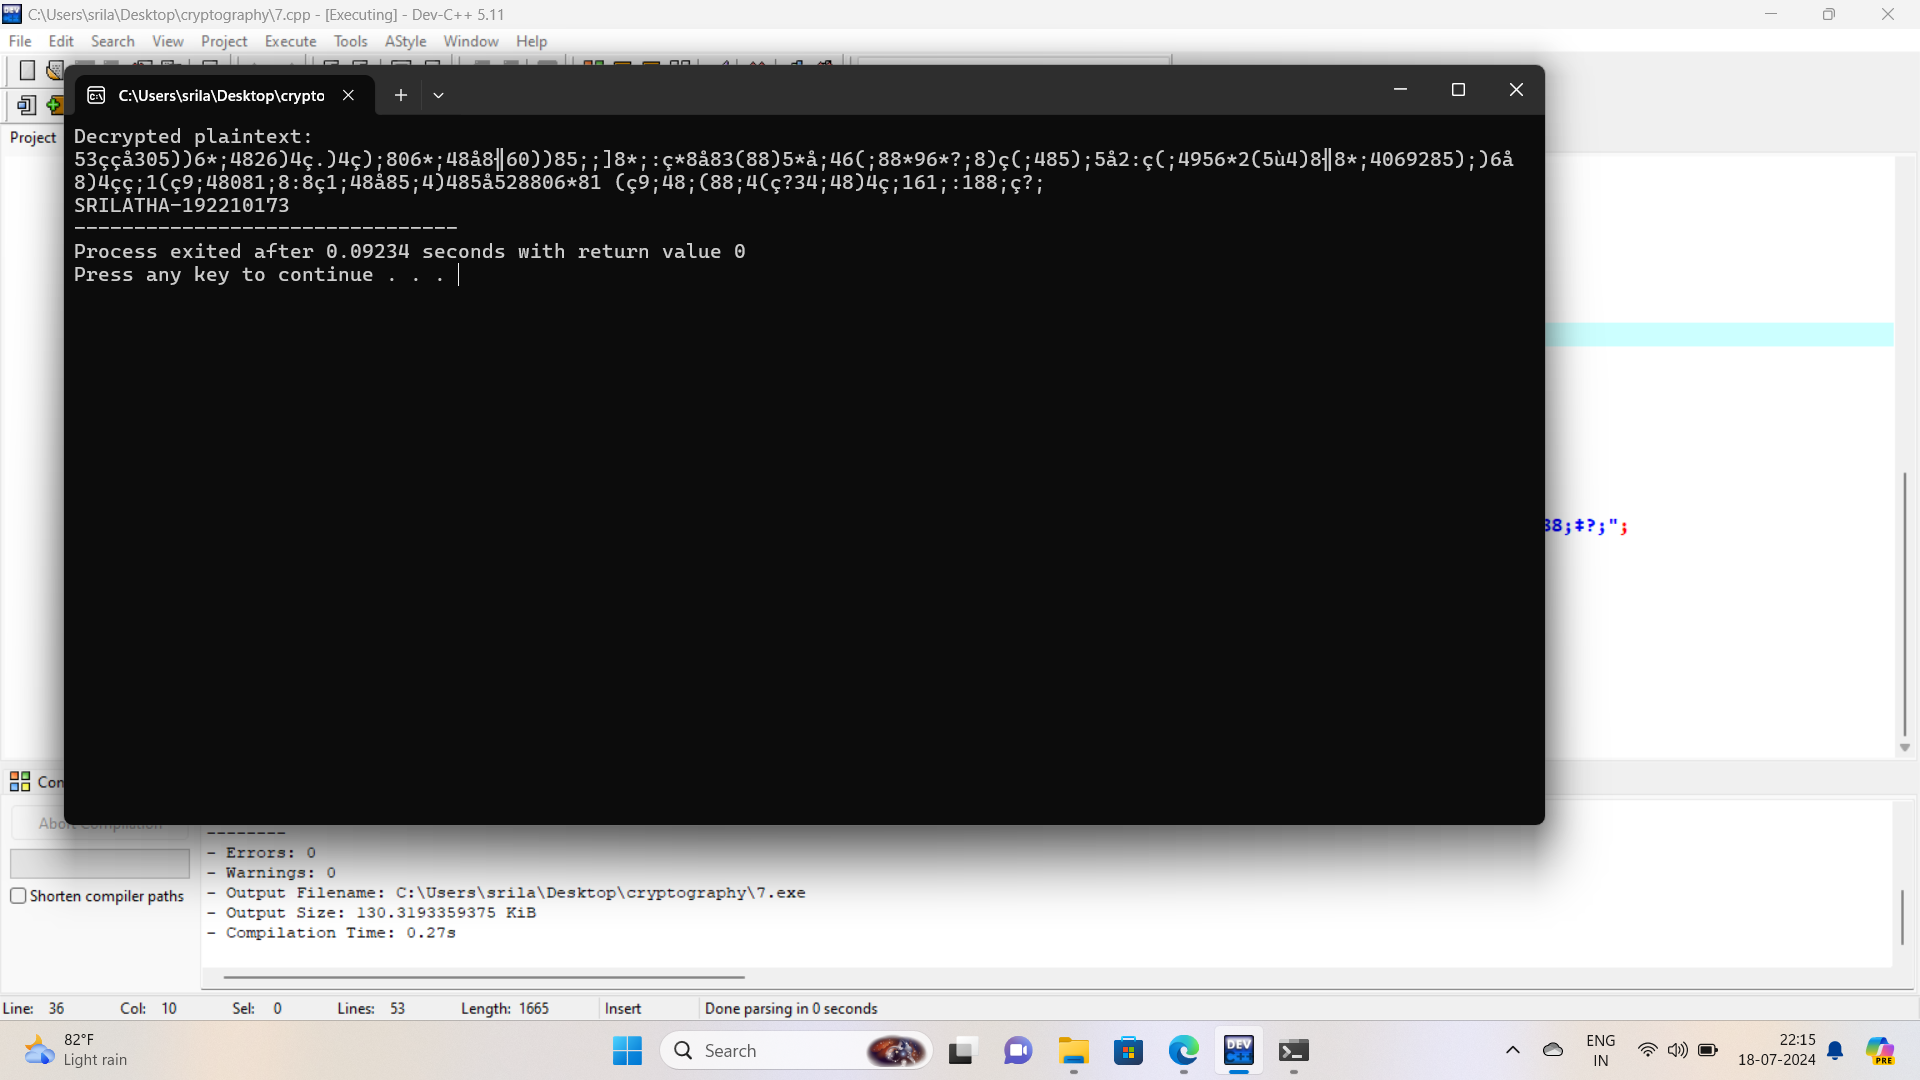 C:\Users\srila\Desktop\cryptography\7.cpp - [Executing] - Dev-C++ 5.11
File Edit Search View Project Execute Tools AStyle Window Help
C:\Users\srila\Desktop\crypto
Project
Decrypted plaintext:
53ççå305))6*;4826)4ç.)4ç);806*;48å8╢60))85;;]8*;:ç*8å83(88)5*å;46(;88*96*?;8)ç(;485);5å2:ç(;4956*2(5ù4)8╢8*;4069285);)6å
8)4çç;1(ç9;48081;8:8ç1;48å85;4)485å528806*81 (ç9;48;(88;4(ç?34;48)4ç;161;:188;ç?;
SRILATHA-192210173
--------------------------------
Process exited after 0.09234 seconds with return value 0
Press any key to continue . . .
88;‡?;";
Abort Compilation
Shorten compiler paths
--------
- Errors: 0
- Warnings: 0
- Output Filename: C:\Users\srila\Desktop\cryptography\7.exe
- Output Size: 130.3193359375 KiB
- Compilation Time: 0.27s
Line: 36 Col: 10 Sel: 0 Lines: 53 Length: 1665 Insert Done parsing in 0 seconds
82°F
Light rain
Search
DEV
C++
ENG
IN
22:15
18-07-2024
PRE